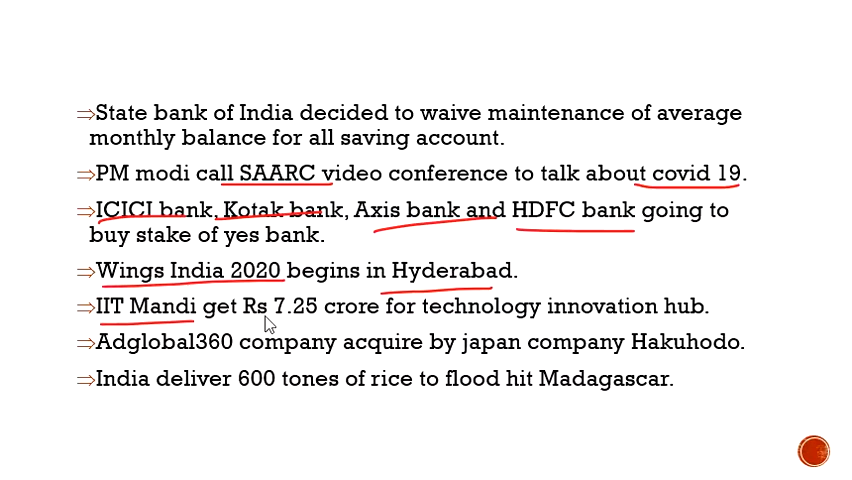 ⇒State bank of India decided to waive maintenance of average
monthly balance for all saving account.
⇒PM modi call SAARC video conference to talk about covid 19.
⇒ICICI bank, Kotak bank, Axis bank and HDFC bank going to
buy stake of yes bank.
⇒Wings India 2020 begins in Hyderabad.
⇒IIT Mandi get Rs 7.25 crore for technology innovation hub.
⇒Adglobal360 company acquire by japan company Hakuhodo.
⇒India deliver 600 tones of rice to flood hit Madagascar.